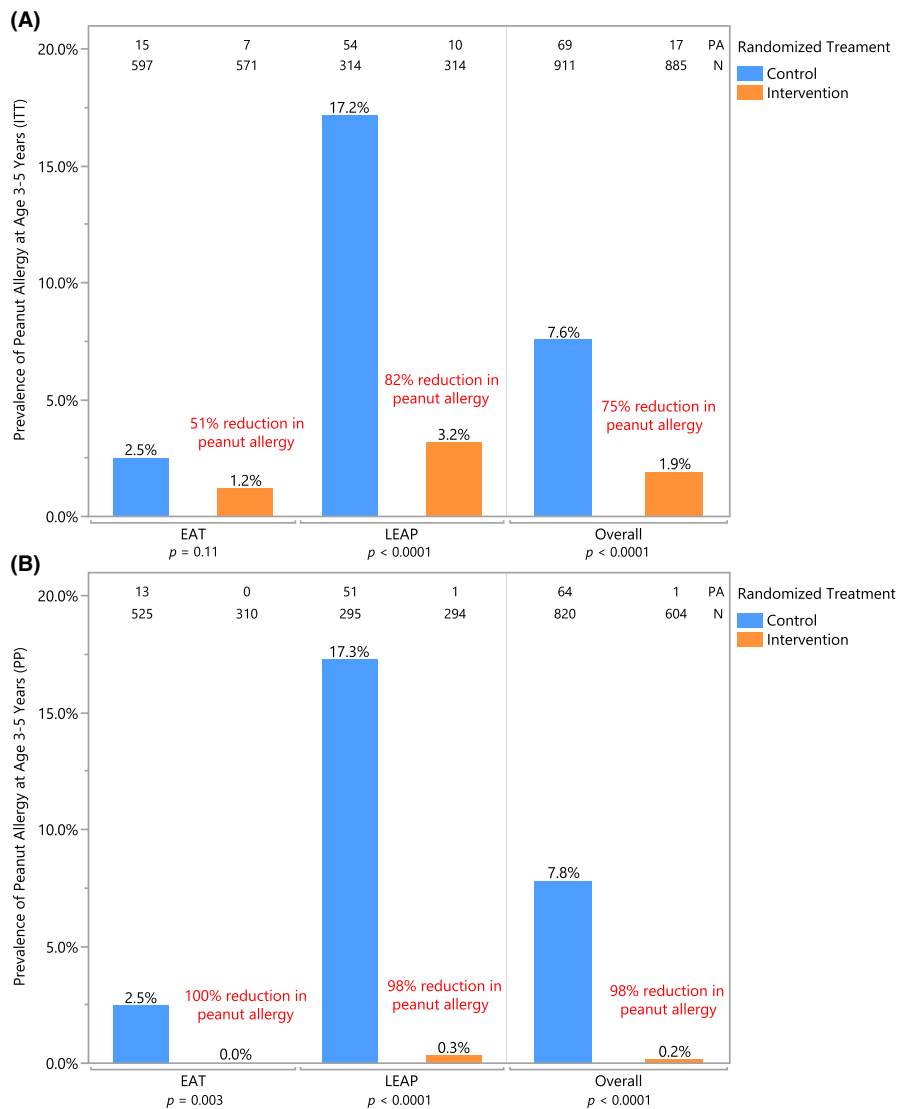 (A)
15 7 54 10 69 17 PA
597 571 314 314 911 885 N
Randomized Treament
Control
Intervention
Prevalence of Peanut Allergy at Age 3-5 Years (ITT)
20.0%
15.0%
10.0%
5.0%
0.0%
17.2%
7.6%
82% reduction in
peanut allergy
75% reduction in
peanut allergy
51% reduction in
peanut allergy
2.5%
1.2%
3.2%
1.9%
EAT LEAP Overall
p = 0.11 p < 0.0001 p < 0.0001
(B)
13 0 51 1 64 1 PA
525 310 295 294 820 604 N
Randomized Treatment
Control
Intervention
Prevalence of Peanut Allergy at Age 3-5 Years (PP)
20.0%
15.0%
10.0%
5.0%
0.0%
17.3%
7.8%
100% reduction in
peanut allergy
98% reduction in
peanut allergy
98% reduction in
peanut allergy
2.5%
0.0%
0.3%
0.2%
EAT LEAP Overall
p = 0.003 p < 0.0001 p < 0.0001